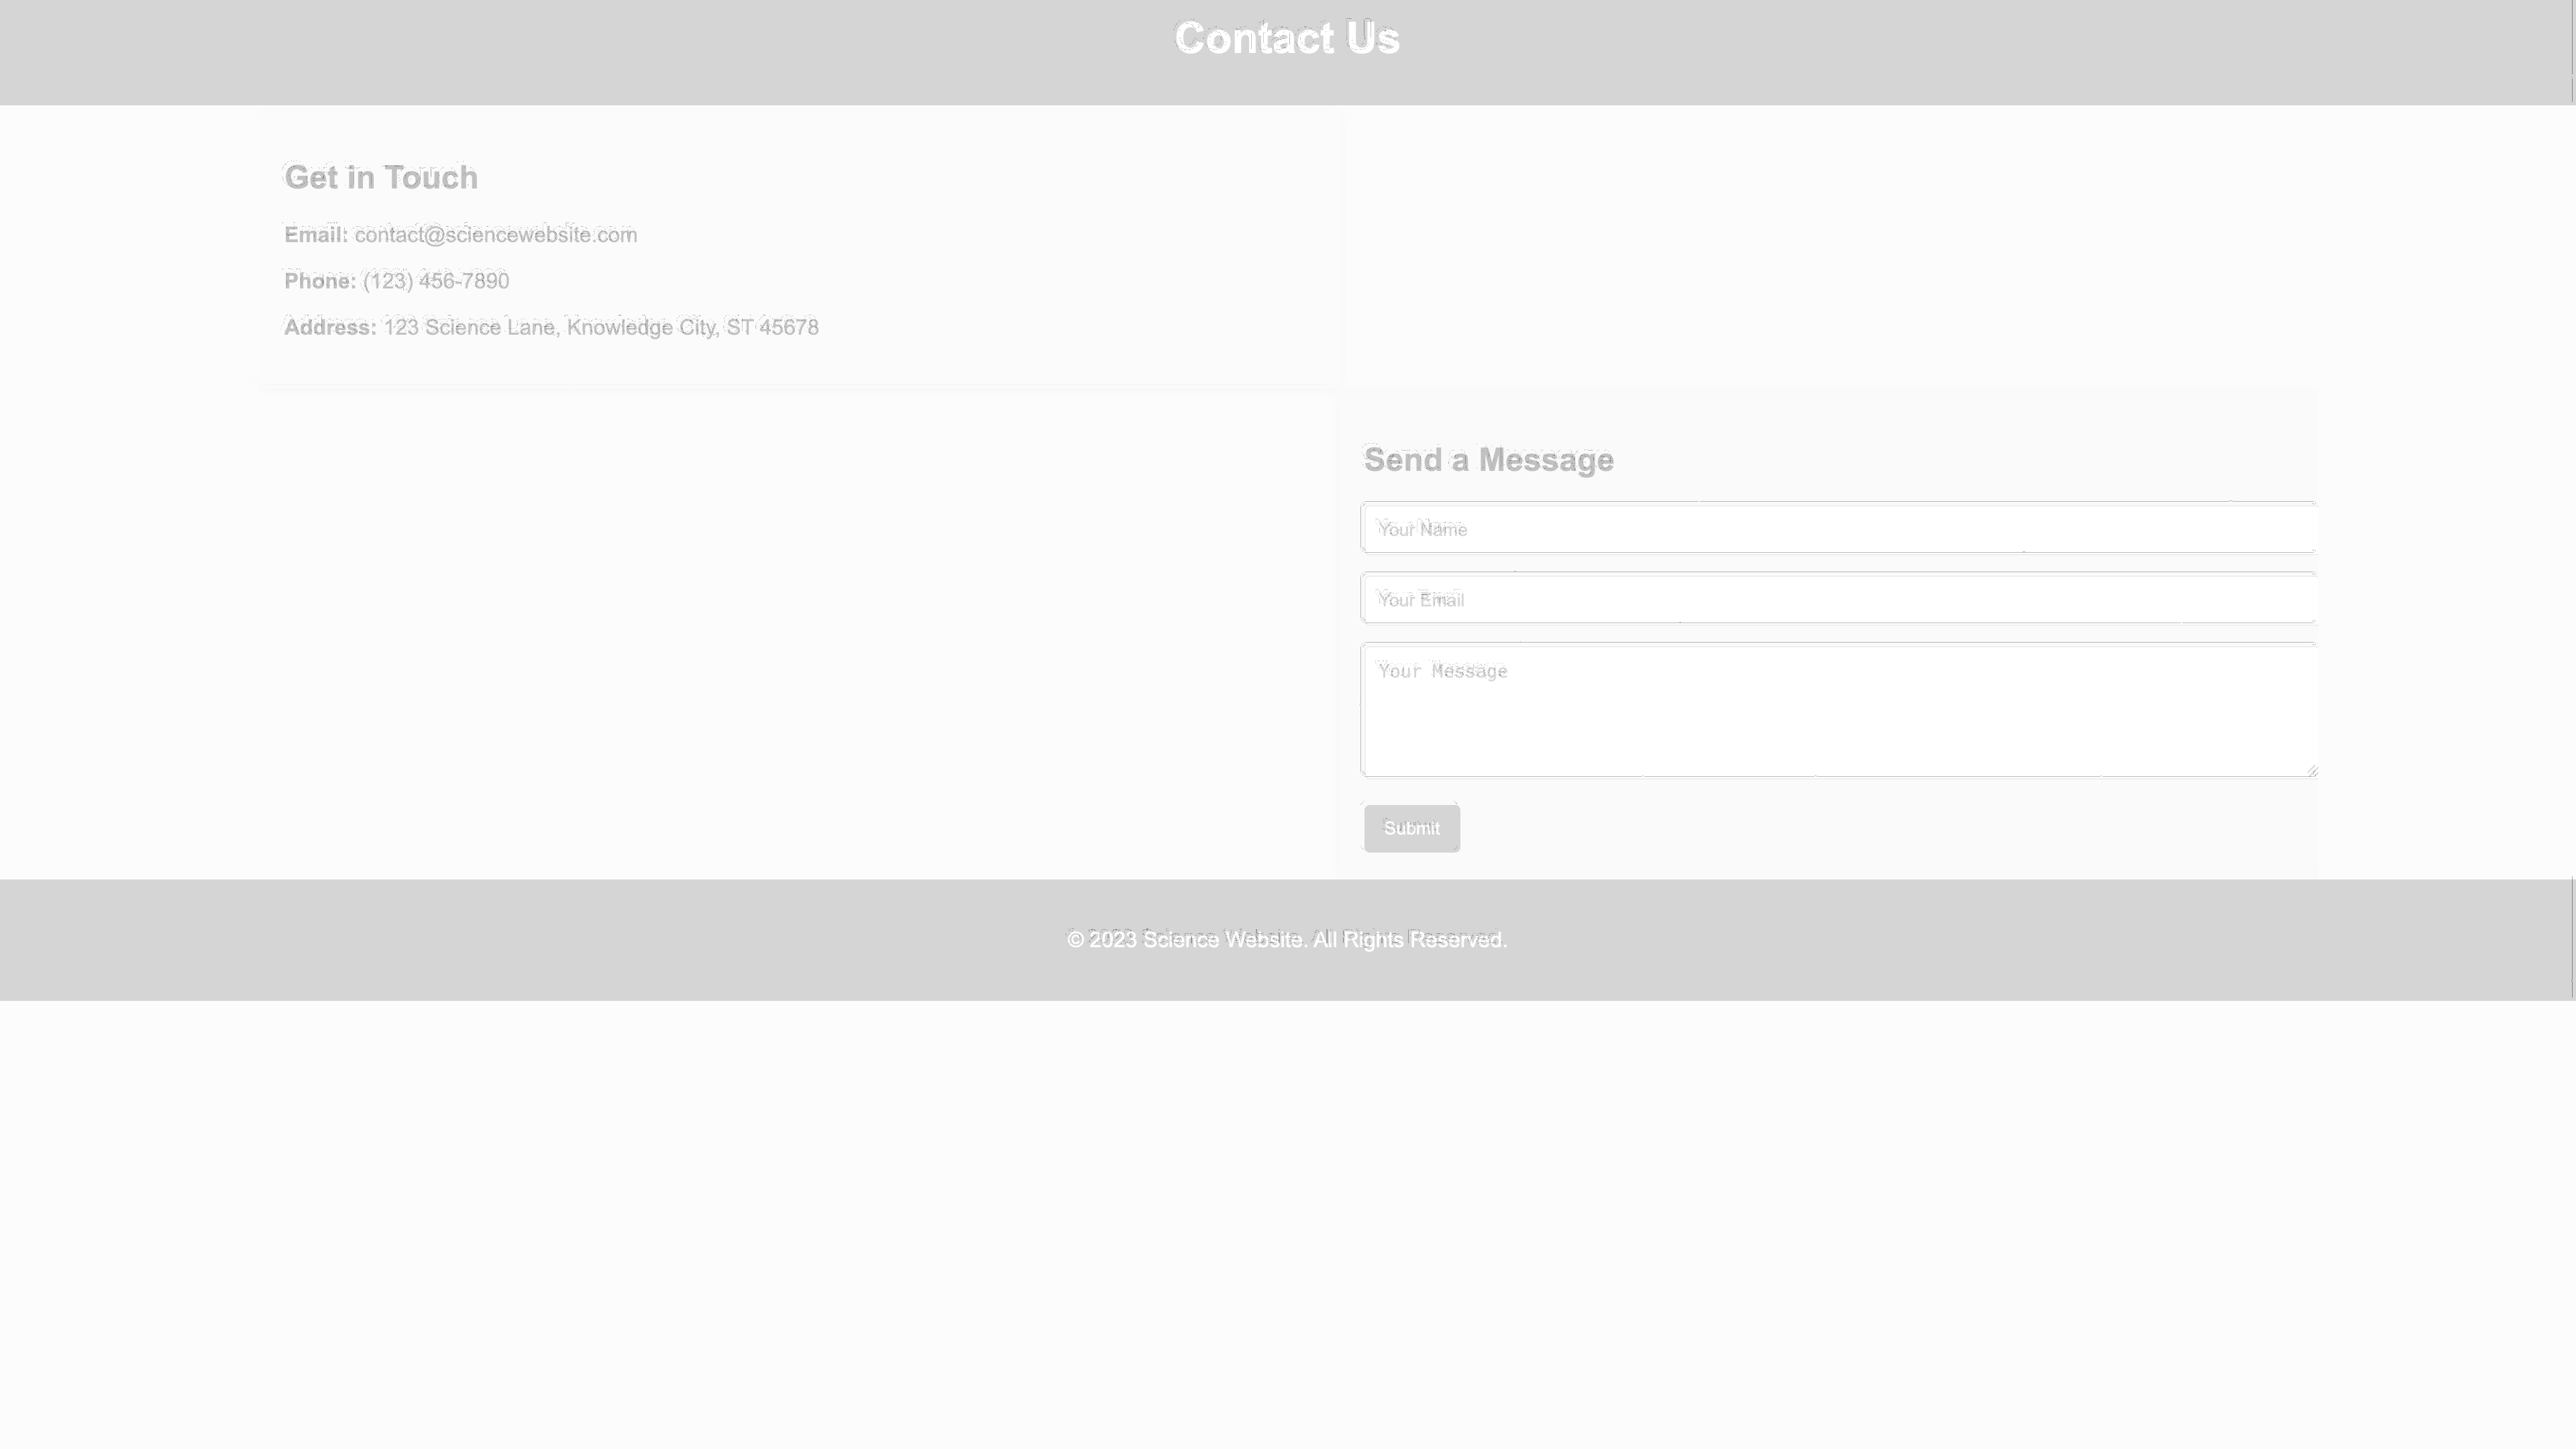 Contact Us
Get in Touch
Email: contact@sciencewebsite.com
Phone: (123) 456-7890
Address: 123 Science Lane, Knowledge City, ST 45678
Send a Message
Your Name
Your Email
Your Message
Submit
© 2023 Science Website. All Rights Reserved.